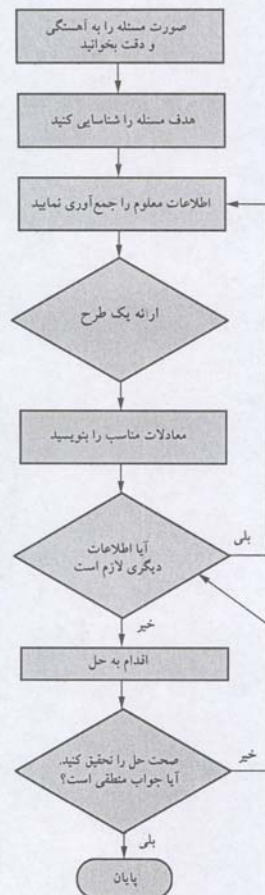 صورت مسئله را به آهستگی
و دقت بخوانید
هدف مسئله را شناسایی کنید
اطلاعات معلوم را جمع‌آوری نمایید
ارائه یک طرح
معادلات مناسب را بنویسید
آیا اطلاعات
دیگری لازم است
بلی
خیر
اقدام به حل
صحت حل را تحقیق کنید.
آیا جواب منطقی است؟
خیر
بلی
پایان